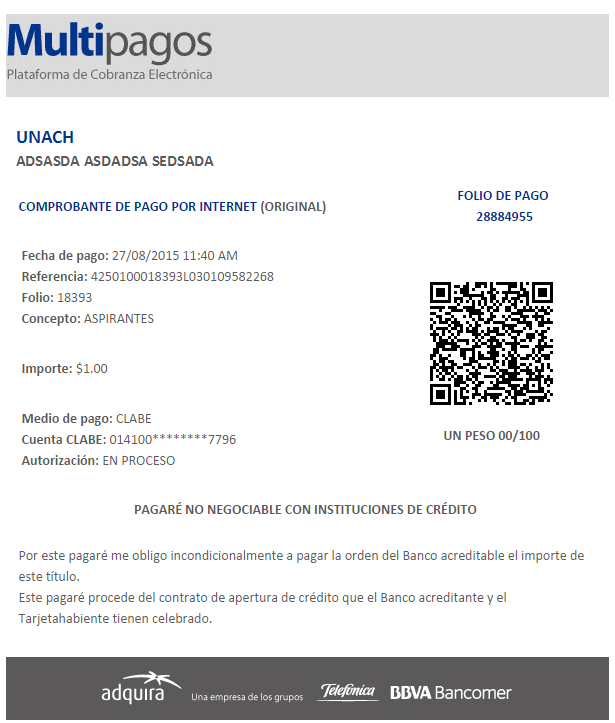 Multipagos
Plataforma de Cobranza Electrónica
UNACH
ADSASDA ASDADSA SEDSADA
COMPROBANTE DE PAGO POR INTERNET (ORIGINAL)
FOLIO DE PAGO
28884955
Fecha de pago: 27/08/2015 11:40 AM
Referencia: 4250100018393L030109582268
Folio: 18393
Concepto: ASPIRANTES
Importe: $1.00
Medio de pago: CLABE
Cuenta CLABE: 014100********7796
Autorización: EN PROCESO
UN PESO 00/100
PAGARÉ NO NEGOCIABLE CON INSTITUCIONES DE CRÉDITO
Por este pagaré me obligo incondicionalmente a pagar la orden del Banco acreditable el importe de
este título.
Este pagaré procede del contrato de apertura de crédito que el Banco acreditante y el
Tarjetahabiente tienen celebrado.
adquira Una empresa de los grupos Telefónica BBVA Bancomer